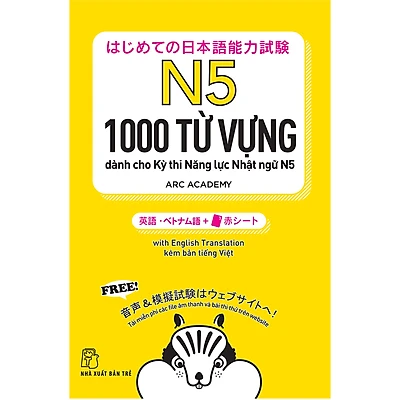 はじめての日本語能力試験
N5
1000 TỪ VỰNG
dành cho Kỳ thi Năng lực Nhật ngữ N5
ARC ACADEMY
英語・ベトナム語+赤シート
with English Translation
kèm bản tiếng Việt
FREE!
音声&模擬試験はウェブサイトへ!
Tải miễn phí các file âm thanh và bài thi thử trên website
NHÀ XUẤT BẢN TRẺ